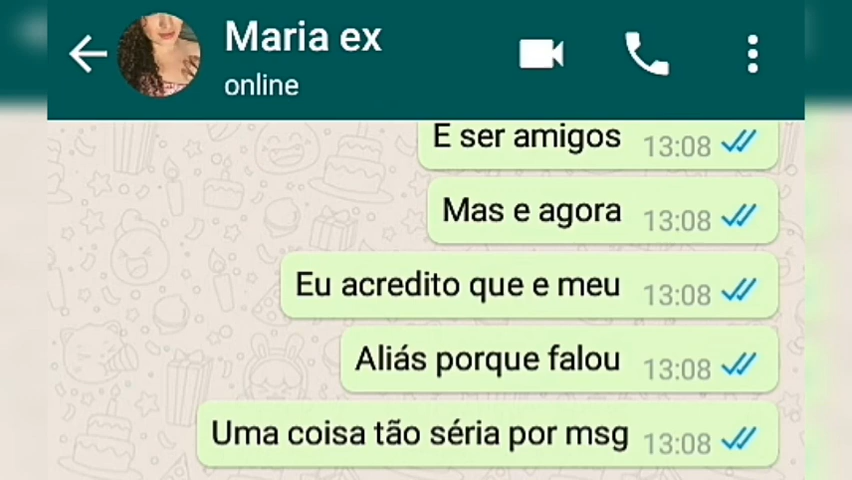 Maria ex
online
E ser amigos 13:08
Mas e agora 13:08
Eu acredito que e meu 13:08
Aliás porque falou 13:08
Uma coisa tão séria por msg 13:08